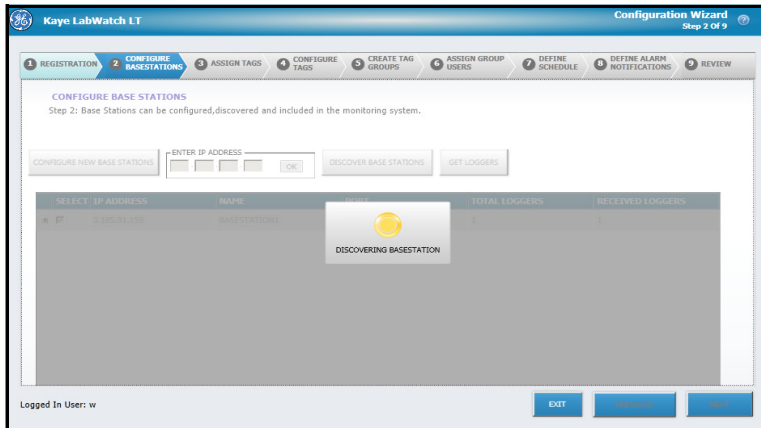 Kaye LabWatch LT
Configuration Wizard
Step 2 Of 9
1 REGISTRATION
2 CONFIGURE BASESTATIONS
3 ASSIGN TAGS
4 CONFIGURE TAGS
5 CREATE TAG GROUPS
6 ASSIGN GROUP USERS
7 DEFINE SCHEDULE
8 DEFINE ALARM NOTIFICATIONS
9 REVIEW
CONFIGURE BASE STATIONS
Step 2: Base Stations can be configured,discovered and included in the monitoring system.
ENTER IP ADDRESS
CONFIGURE NEW BASE STATIONS OK DISCOVER BASE STATIONS GET LOGGERS
SELECT IP ADDRESS NAME PORT TOTAL LOGGERS RECEIVED LOGGERS
BASESTATION1 1 1
DISCOVERING BASESTATION
Logged In User: w
EXIT